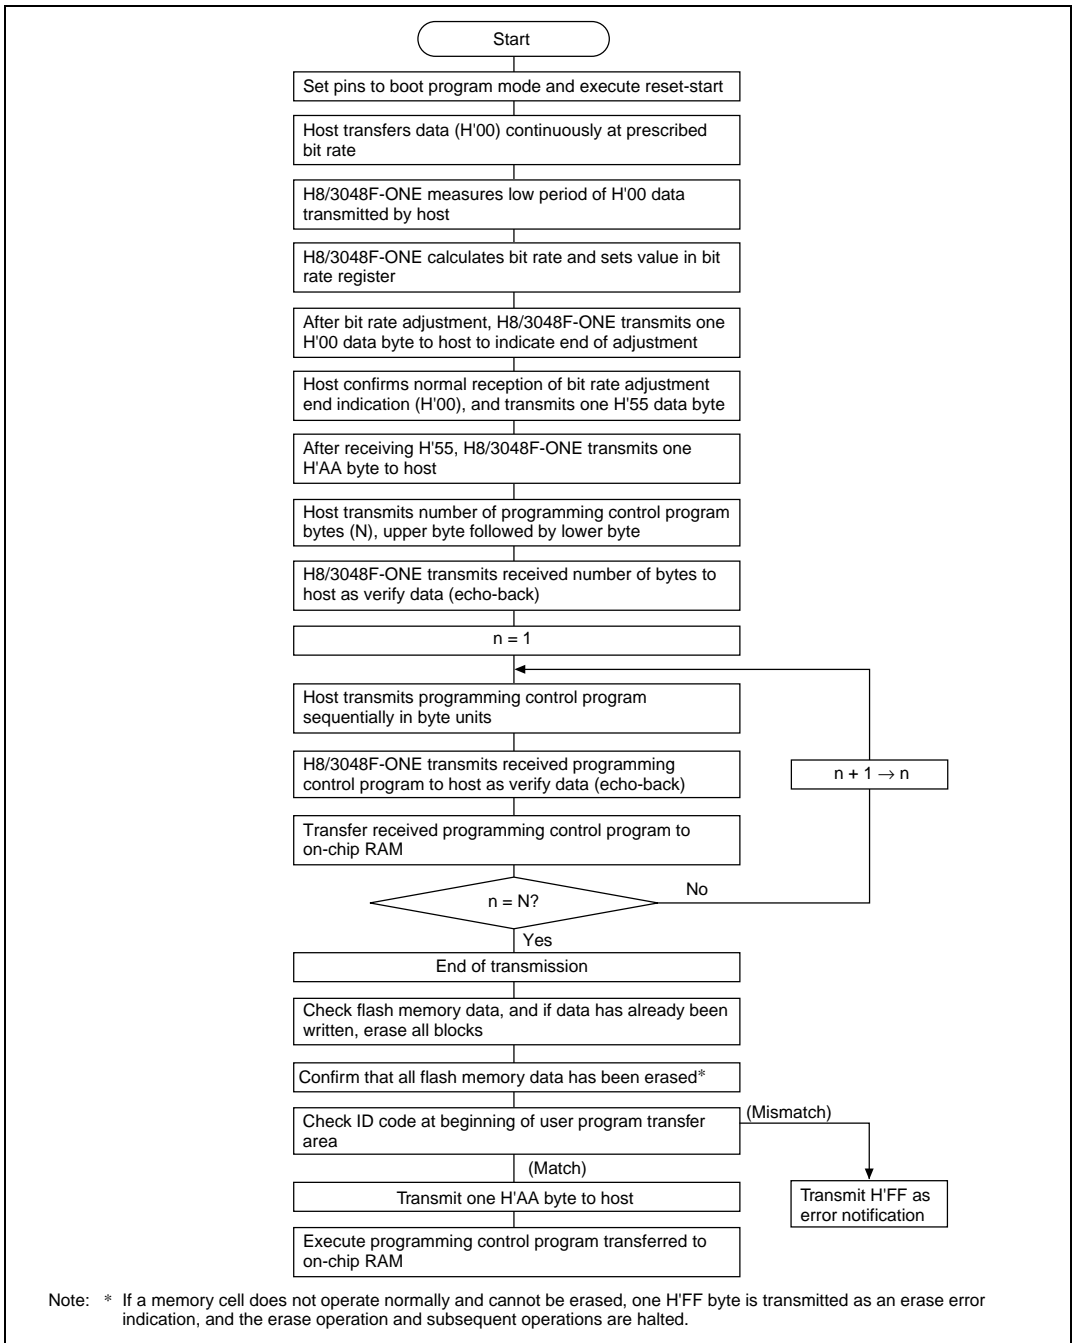 Start
Set pins to boot program mode and execute reset-start
Host transfers data (H'00) continuously at prescribed
bit rate
H8/3048F-ONE measures low period of H'00 data
transmitted by host
H8/3048F-ONE calculates bit rate and sets value in bit
rate register
After bit rate adjustment, H8/3048F-ONE transmits one
H'00 data byte to host to indicate end of adjustment
Host confirms normal reception of bit rate adjustment
end indication (H'00), and transmits one H'55 data byte
After receiving H'55, H8/3048F-ONE transmits one
H'AA byte to host
Host transmits number of programming control program
bytes (N), upper byte followed by lower byte
H8/3048F-ONE transmits received number of bytes to
host as verify data (echo-back)
n = 1
Host transmits programming control program
sequentially in byte units
H8/3048F-ONE transmits received programming
control program to host as verify data (echo-back)
n + 1 → n
Transfer received programming control program to
on-chip RAM
n = N?
No
Yes
End of transmission
Check flash memory data, and if data has already been
written, erase all blocks
Confirm that all flash memory data has been erased*
Check ID code at beginning of user program transfer
area
(Mismatch)
(Match)
Transmit one H'AA byte to host
Transmit H'FF as
error notification
Execute programming control program transferred to
on-chip RAM
Note: * If a memory cell does not operate normally and cannot be erased, one H'FF byte is transmitted as an erase error
indication, and the erase operation and subsequent operations are halted.